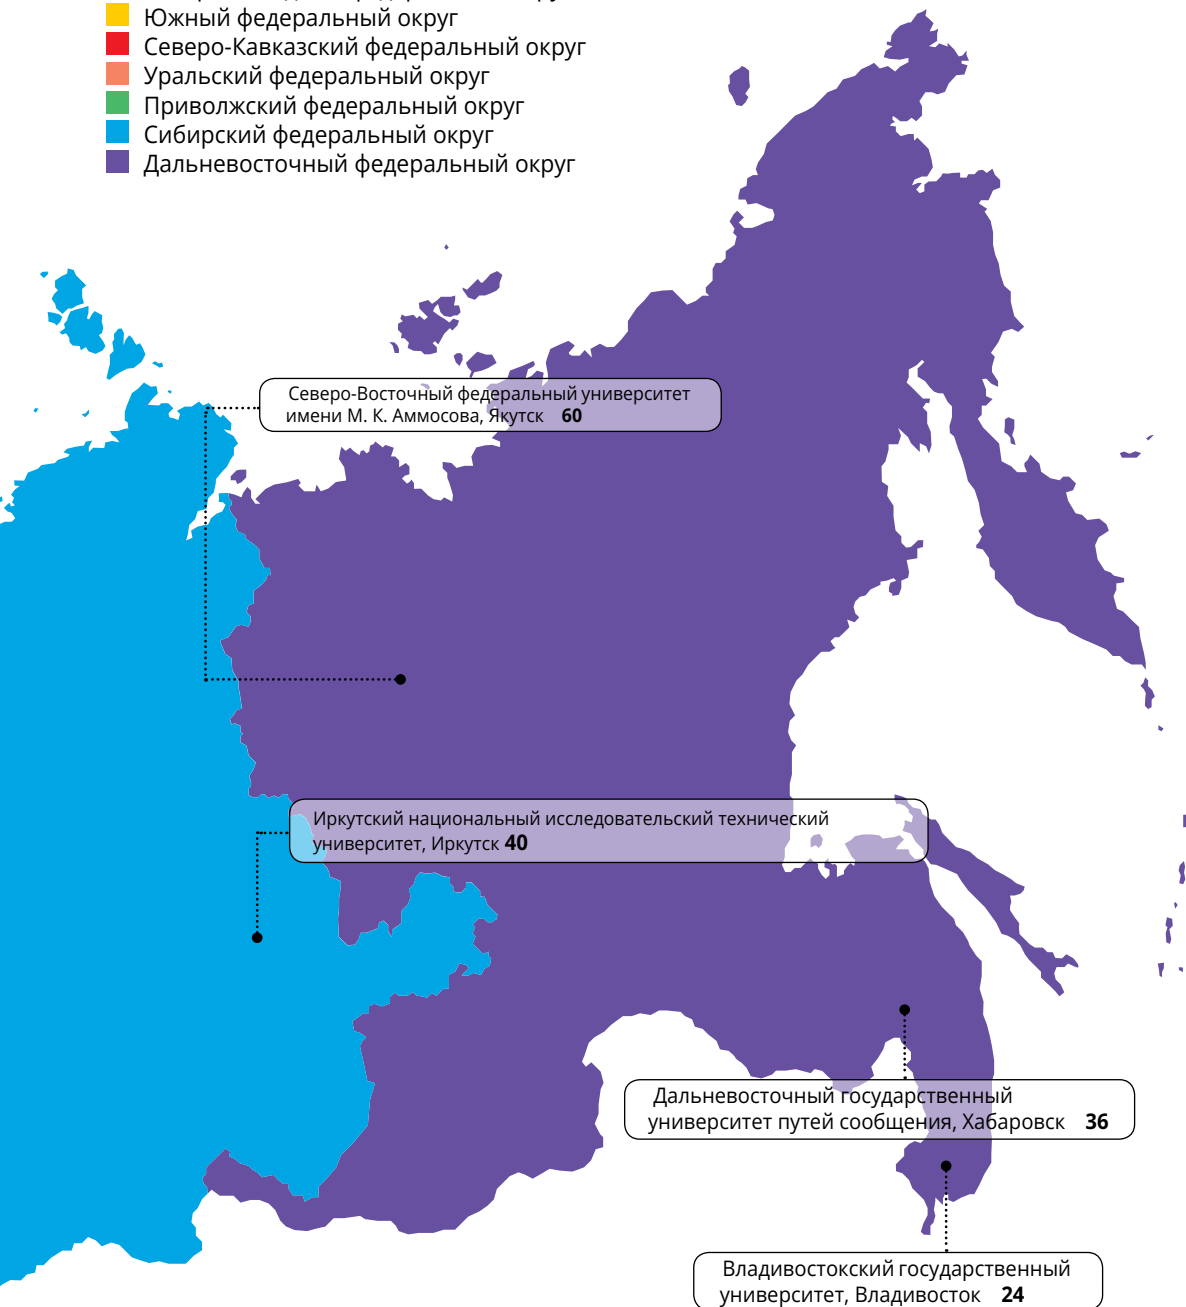 Южный федеральный округ
Северо-Кавказский федеральный округ
Уральский федеральный округ
Приволжский федеральный округ
Сибирский федеральный округ
Дальневосточный федеральный округ
Северо-Восточный федеральный университет
имени М. К. Аммосова, Якутск 60
Иркутский национальный исследовательский технический
университет, Иркутск 40
Дальневосточный государственный
университет путей сообщения, Хабаровск 36
Владивостокский государственный
университет, Владивосток 24